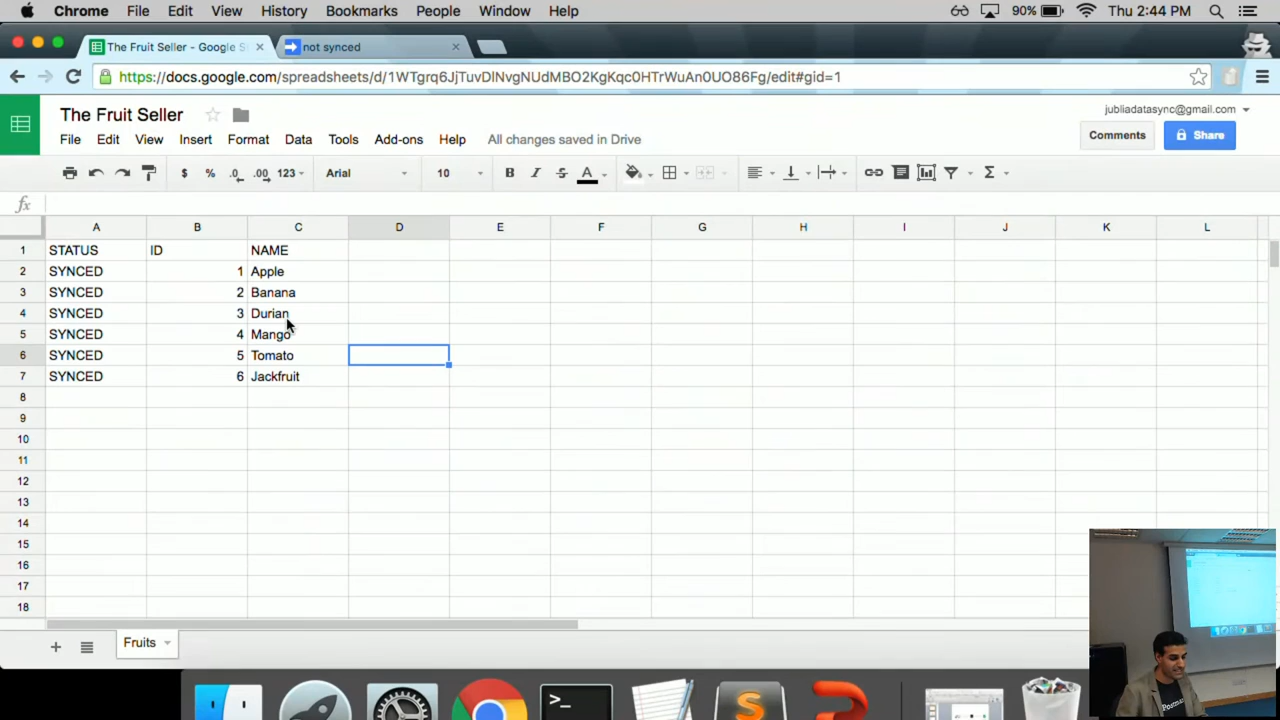 Chrome File Edit View History Bookmarks People Window Help 90% Thu 2:44 PM
The Fruit Seller - Google S × not synced ×
https://docs.google.com/spreadsheets/d/1WTgrq6JjTuvDlNvgNUdMBO2KgKqc0HTrWuAn0UO86Fg/edit#gid=1
The Fruit Seller jubliadatasync@gmail.com
File Edit View Insert Format Data Tools Add-ons Help All changes saved in Drive Comments Share
$ % .0 .00 123 Arial 10 B I S A Σ
fx
A B C D E F G H I J K L
1 STATUS ID NAME
2 SYNCED 1 Apple
3 SYNCED 2 Banana
4 SYNCED 3 Durian
5 SYNCED 4 Mango
6 SYNCED 5 Tomato
7 SYNCED 6 Jackfruit
8
9
10
11
12
13
14
15
16
17
18
+ Fruits
>_ S